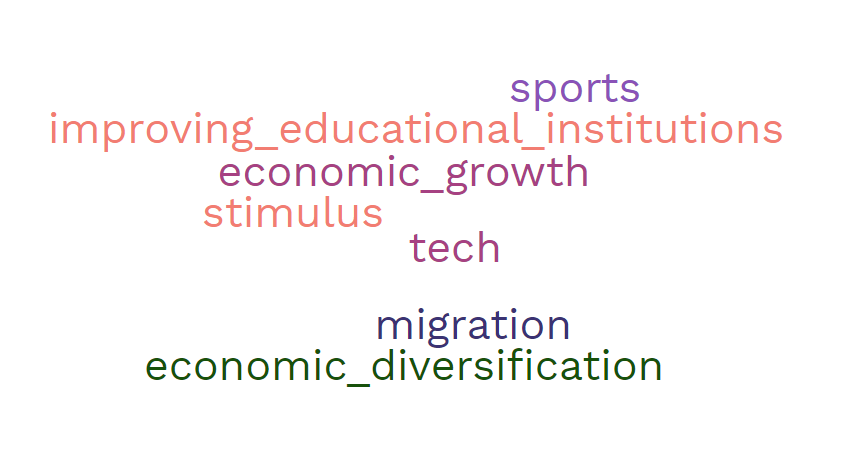 sports
improving_educational_institutions
economic_growth
stimulus
tech
migration
economic_diversification